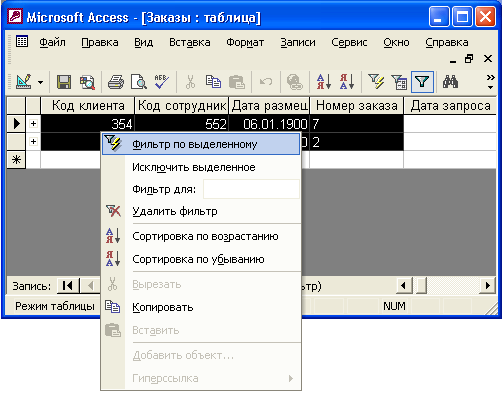 Microsoft Access - [Заказы : таблица]
Файл Правка Вид Вставка Формат Записи Сервис Окно Справка
Код клиента Код сотрудник Дата размещ Номер заказа Дата запроса
354 552 06.01.1900 7
0 2
Фильтр по выделенному
Исключить выделенное
Фильтр для:
Удалить фильтр
Сортировка по возрастанию
Сортировка по убыванию
Вырезать
Копировать
Вставить
Добавить объект...
Гиперссылка
Запись: тр)
Режим таблицы NUM